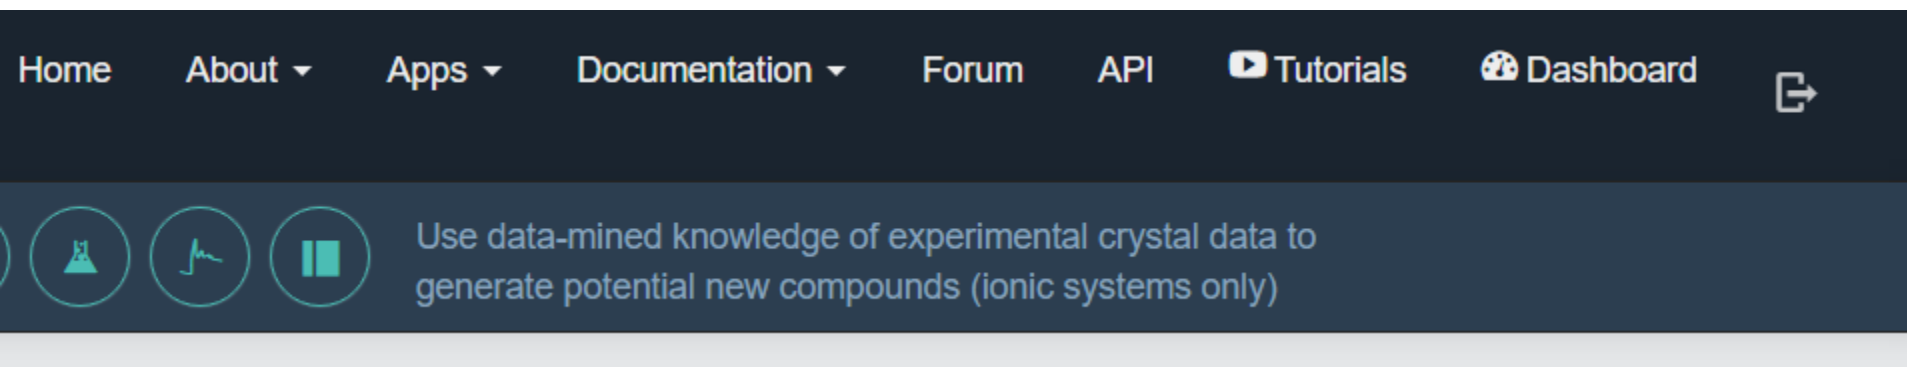 Home About Apps Documentation Forum API Tutorials Dashboard
Use data-mined knowledge of experimental crystal data to
generate potential new compounds (ionic systems only)